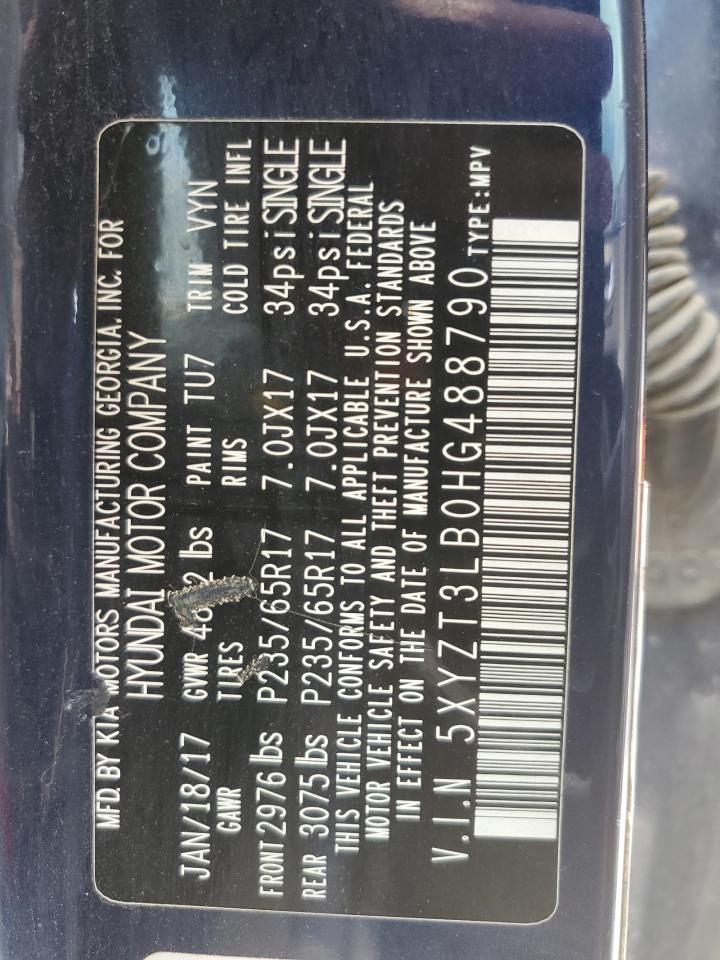 MFD. BY KIA MOTORS MANUFACTURING GEORGIA. INC. FOR
HYUNDAI MOTOR COMPANY
JAN/18/17 GVWR lbs PAINT TU7 TRIM VYN
GAWR TIRES RIMS COLD TIRE INFL
FRONT 2976 lbs P235/65R17 7.0JX17 34psi SINGLE
REAR 3075 lbs P235/65R17 7.0JX17 34psi SINGLE
THIS VEHICLE CONFORMS TO ALL APPLICABLE U.S.A. FEDERAL
MOTOR VEHICLE SAFETY AND THEFT PREVENTION STANDARDS
IN EFFECT ON THE DATE OF MANUFACTURE SHOWN ABOVE
V.I.N 5XYZT3LB0HG488790 TYPE:MPV